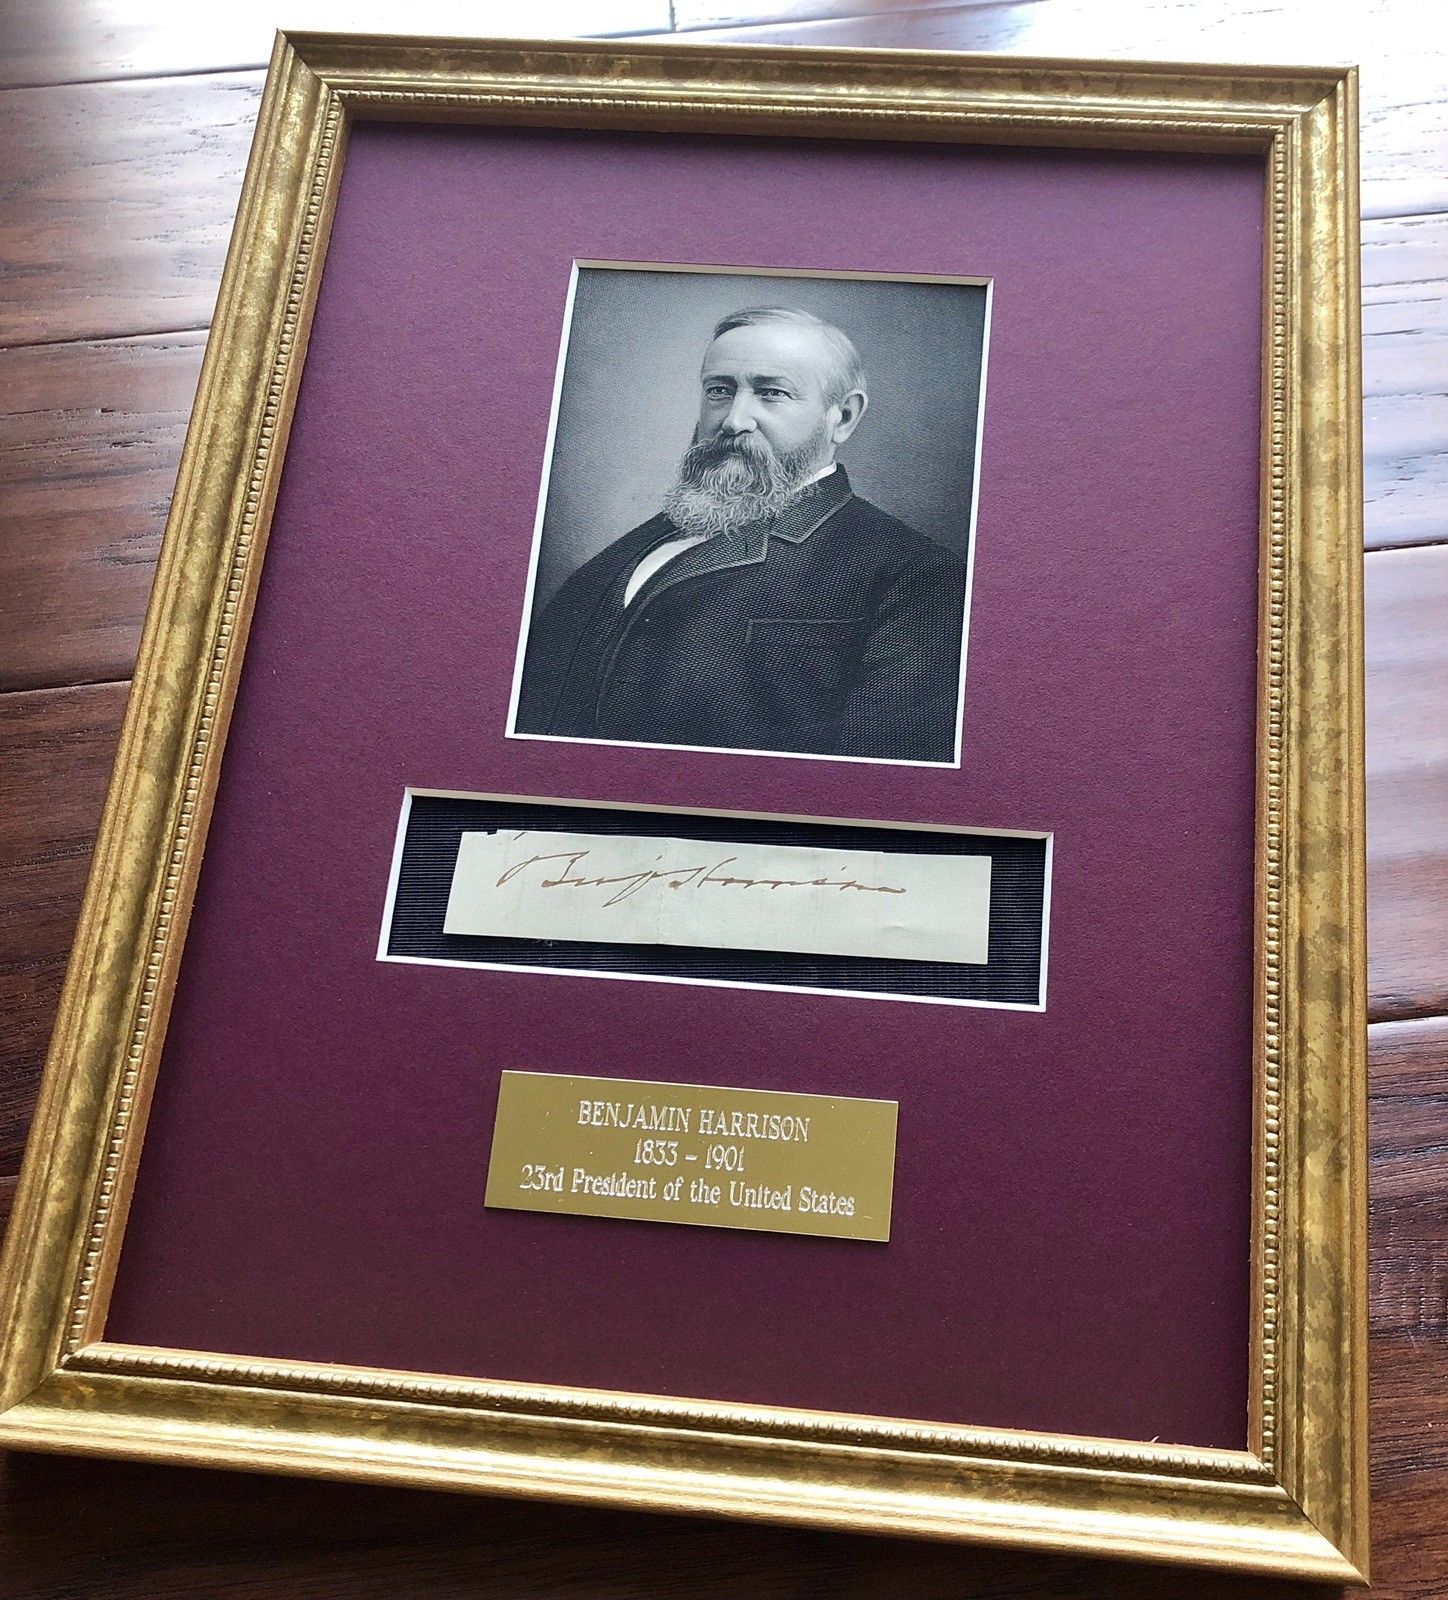 Benj Harrison
BENJAMIN HARRISON
1833 - 1901
23rd President of the United States